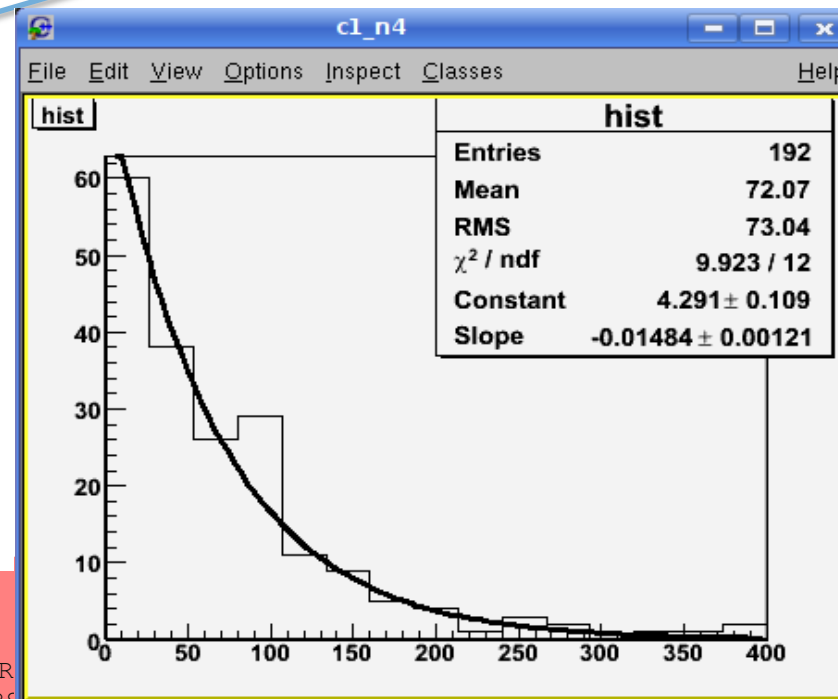 c1_n4
File Edit View Options Inspect Classes Help
hist
hist
Entries 192
Mean 72.07
RMS 73.04
χ² / ndf 9.923 / 12
Constant 4.291± 0.109
Slope -0.01484 ± 0.00121
60
50
40
30
20
10
0
0 50 100 150 200 250 300 350 400
R